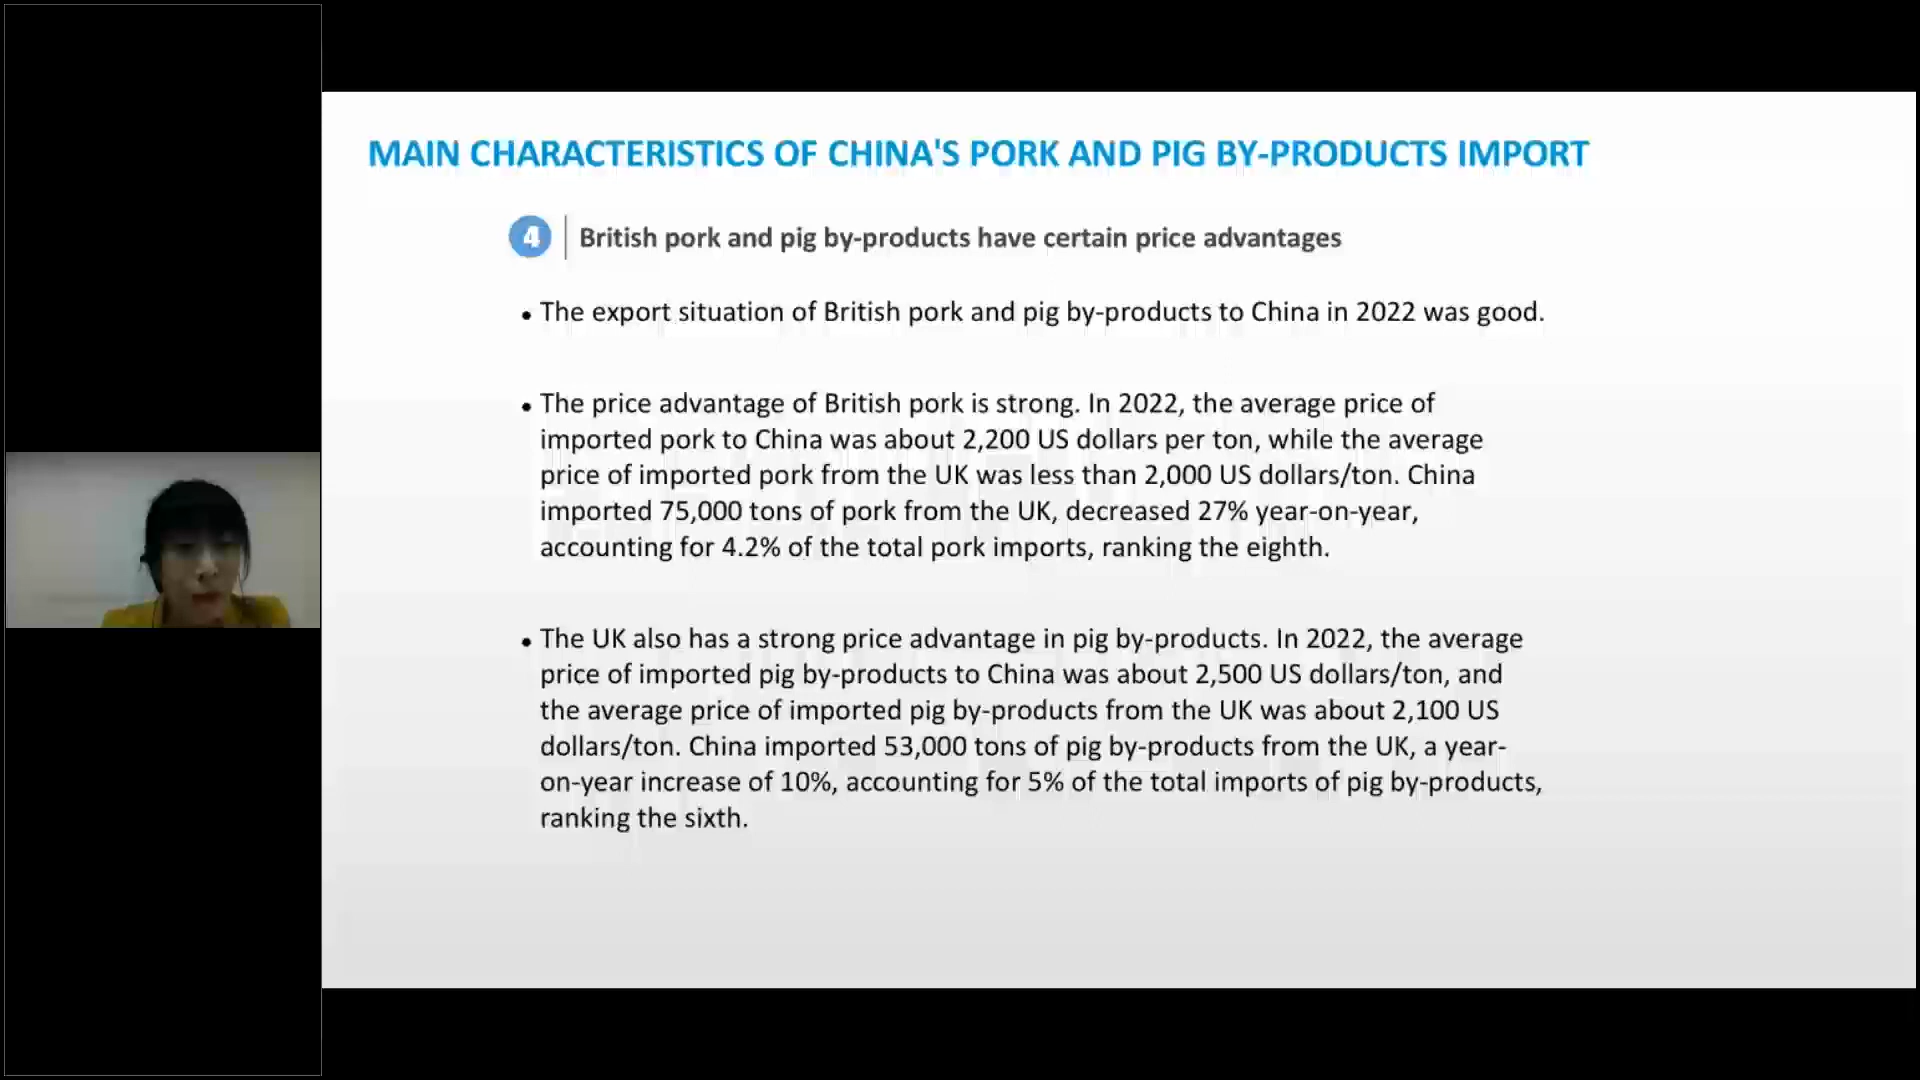 MAIN CHARACTERISTICS OF CHINA'S PORK AND PIG BY-PRODUCTS IMPORT
4
British pork and pig by-products have certain price advantages
• The export situation of British pork and pig by-products to China in 2022 was good.
• The price advantage of British pork is strong. In 2022, the average price of
imported pork to China was about 2,200 US dollars per ton, while the average
price of imported pork from the UK was less than 2,000 US dollars/ton. China
imported 75,000 tons of pork from the UK, decreased 27% year-on-year,
accounting for 4.2% of the total pork imports, ranking the eighth.
• The UK also has a strong price advantage in pig by-products. In 2022, the average
price of imported pig by-products to China was about 2,500 US dollars/ton, and
the average price of imported pig by-products from the UK was about 2,100 US
dollars/ton. China imported 53,000 tons of pig by-products from the UK, a year-
on-year increase of 10%, accounting for 5% of the total imports of pig by-products,
ranking the sixth.